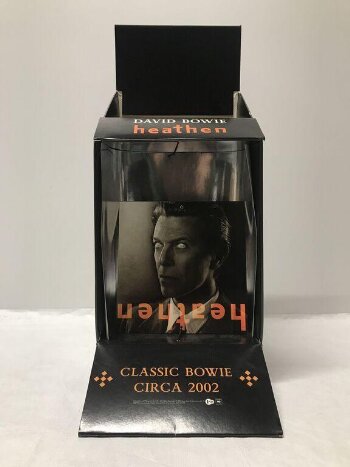 DAVID BOWIE
heathen
heathen
CLASSIC BOWIE
CIRCA 2002